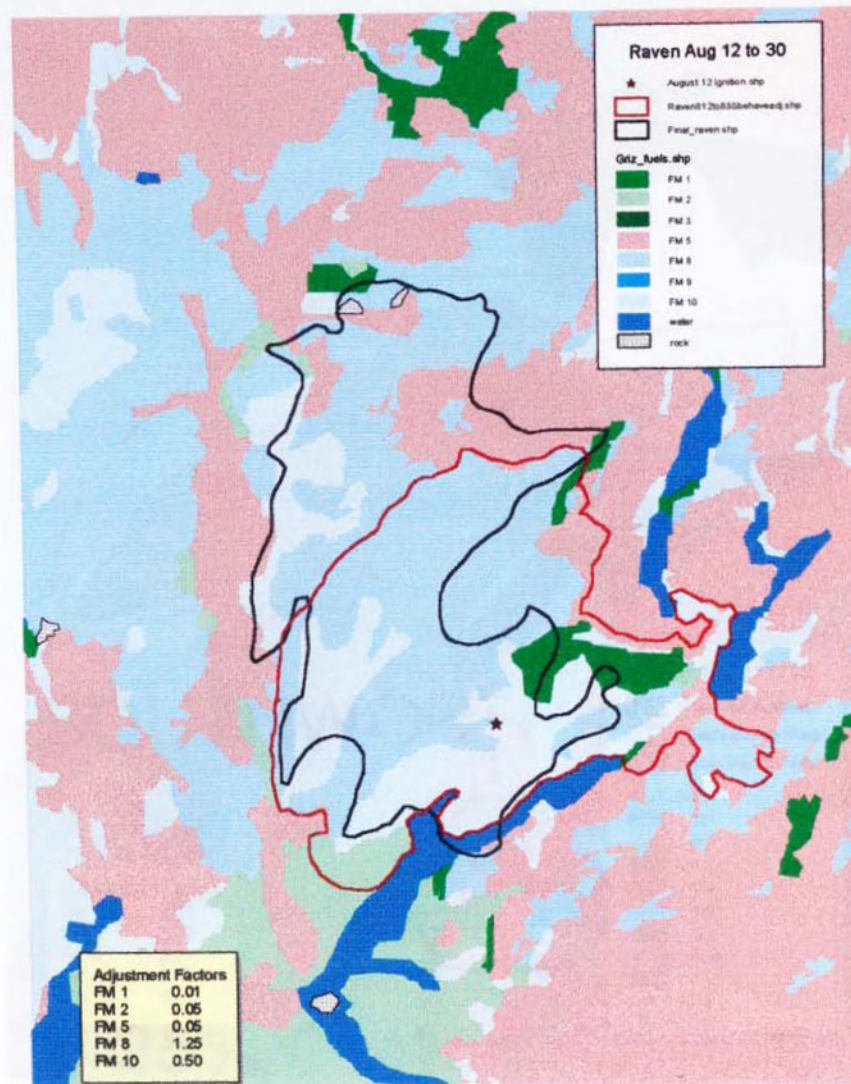 Raven Aug 12 to 30
August 12 ignition.shp
Raven812to830behaveadj.shp
Final_raven.shp
Griz_fuels.shp
FM 1
FM 2
FM 3
FM 5
FM 8
FM 9
FM 10
water
rock
Adjustment Factors
FM 1 0.01
FM 2 0.05
FM 5 0.05
FM 8 1.25
FM 10 0.50